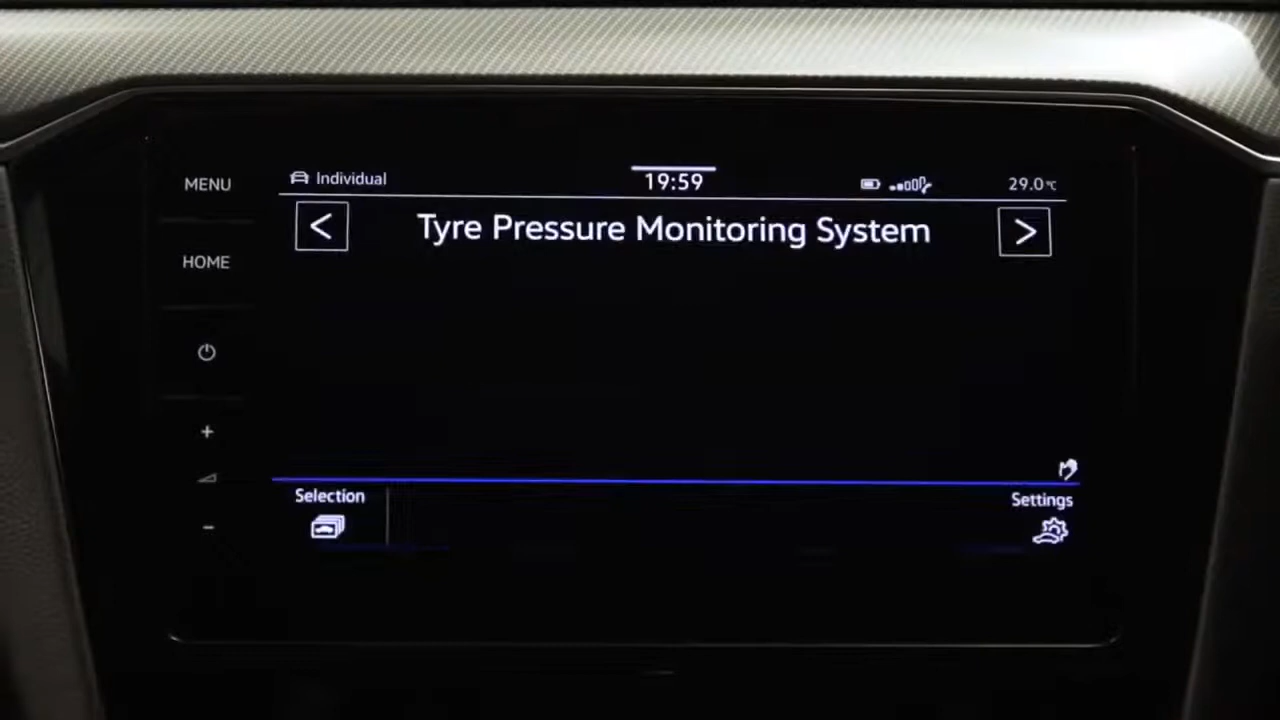 MENU
Individual
19:59
29.0°C
HOME
<
Tyre Pressure Monitoring System
>
+
-
Selection
Settings